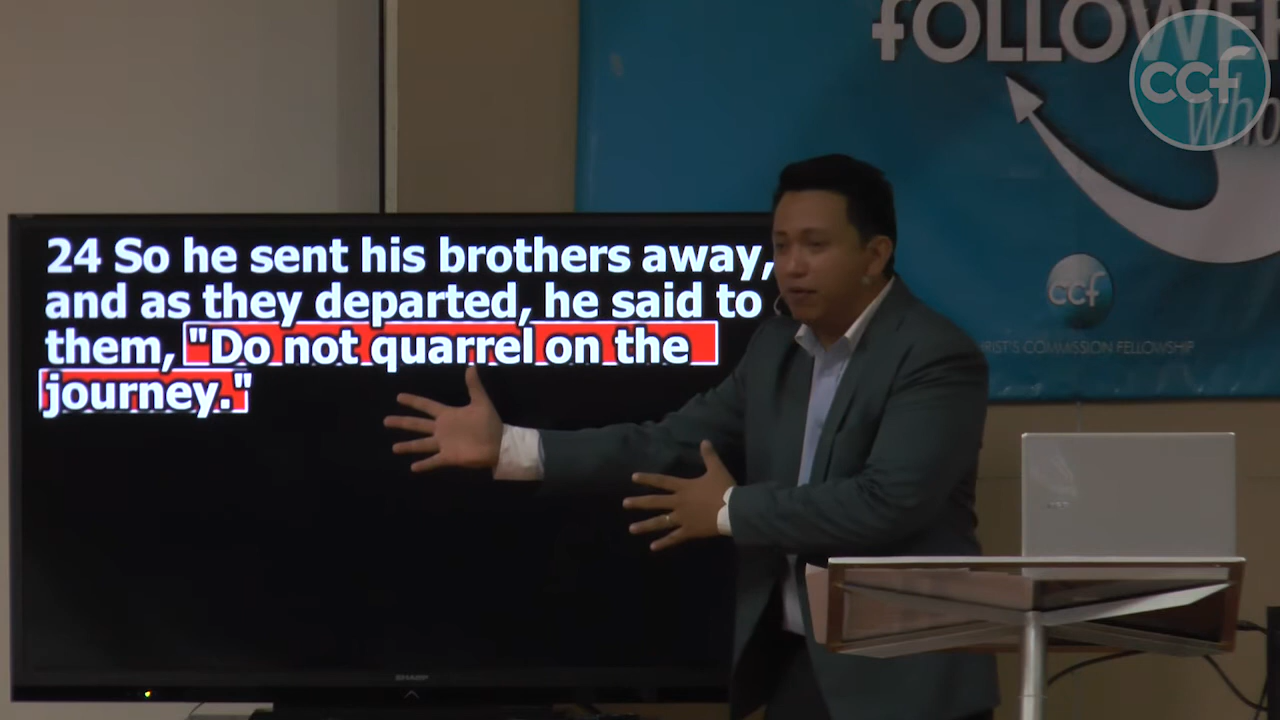 fOLLOWE
who
ccf
24 So he sent his brothers away,
and as they departed, he said to
them, "Do not quarrel on the
journey."
ccf
CHRIST'S COMMISSION FELLOWSHIP
SHARP